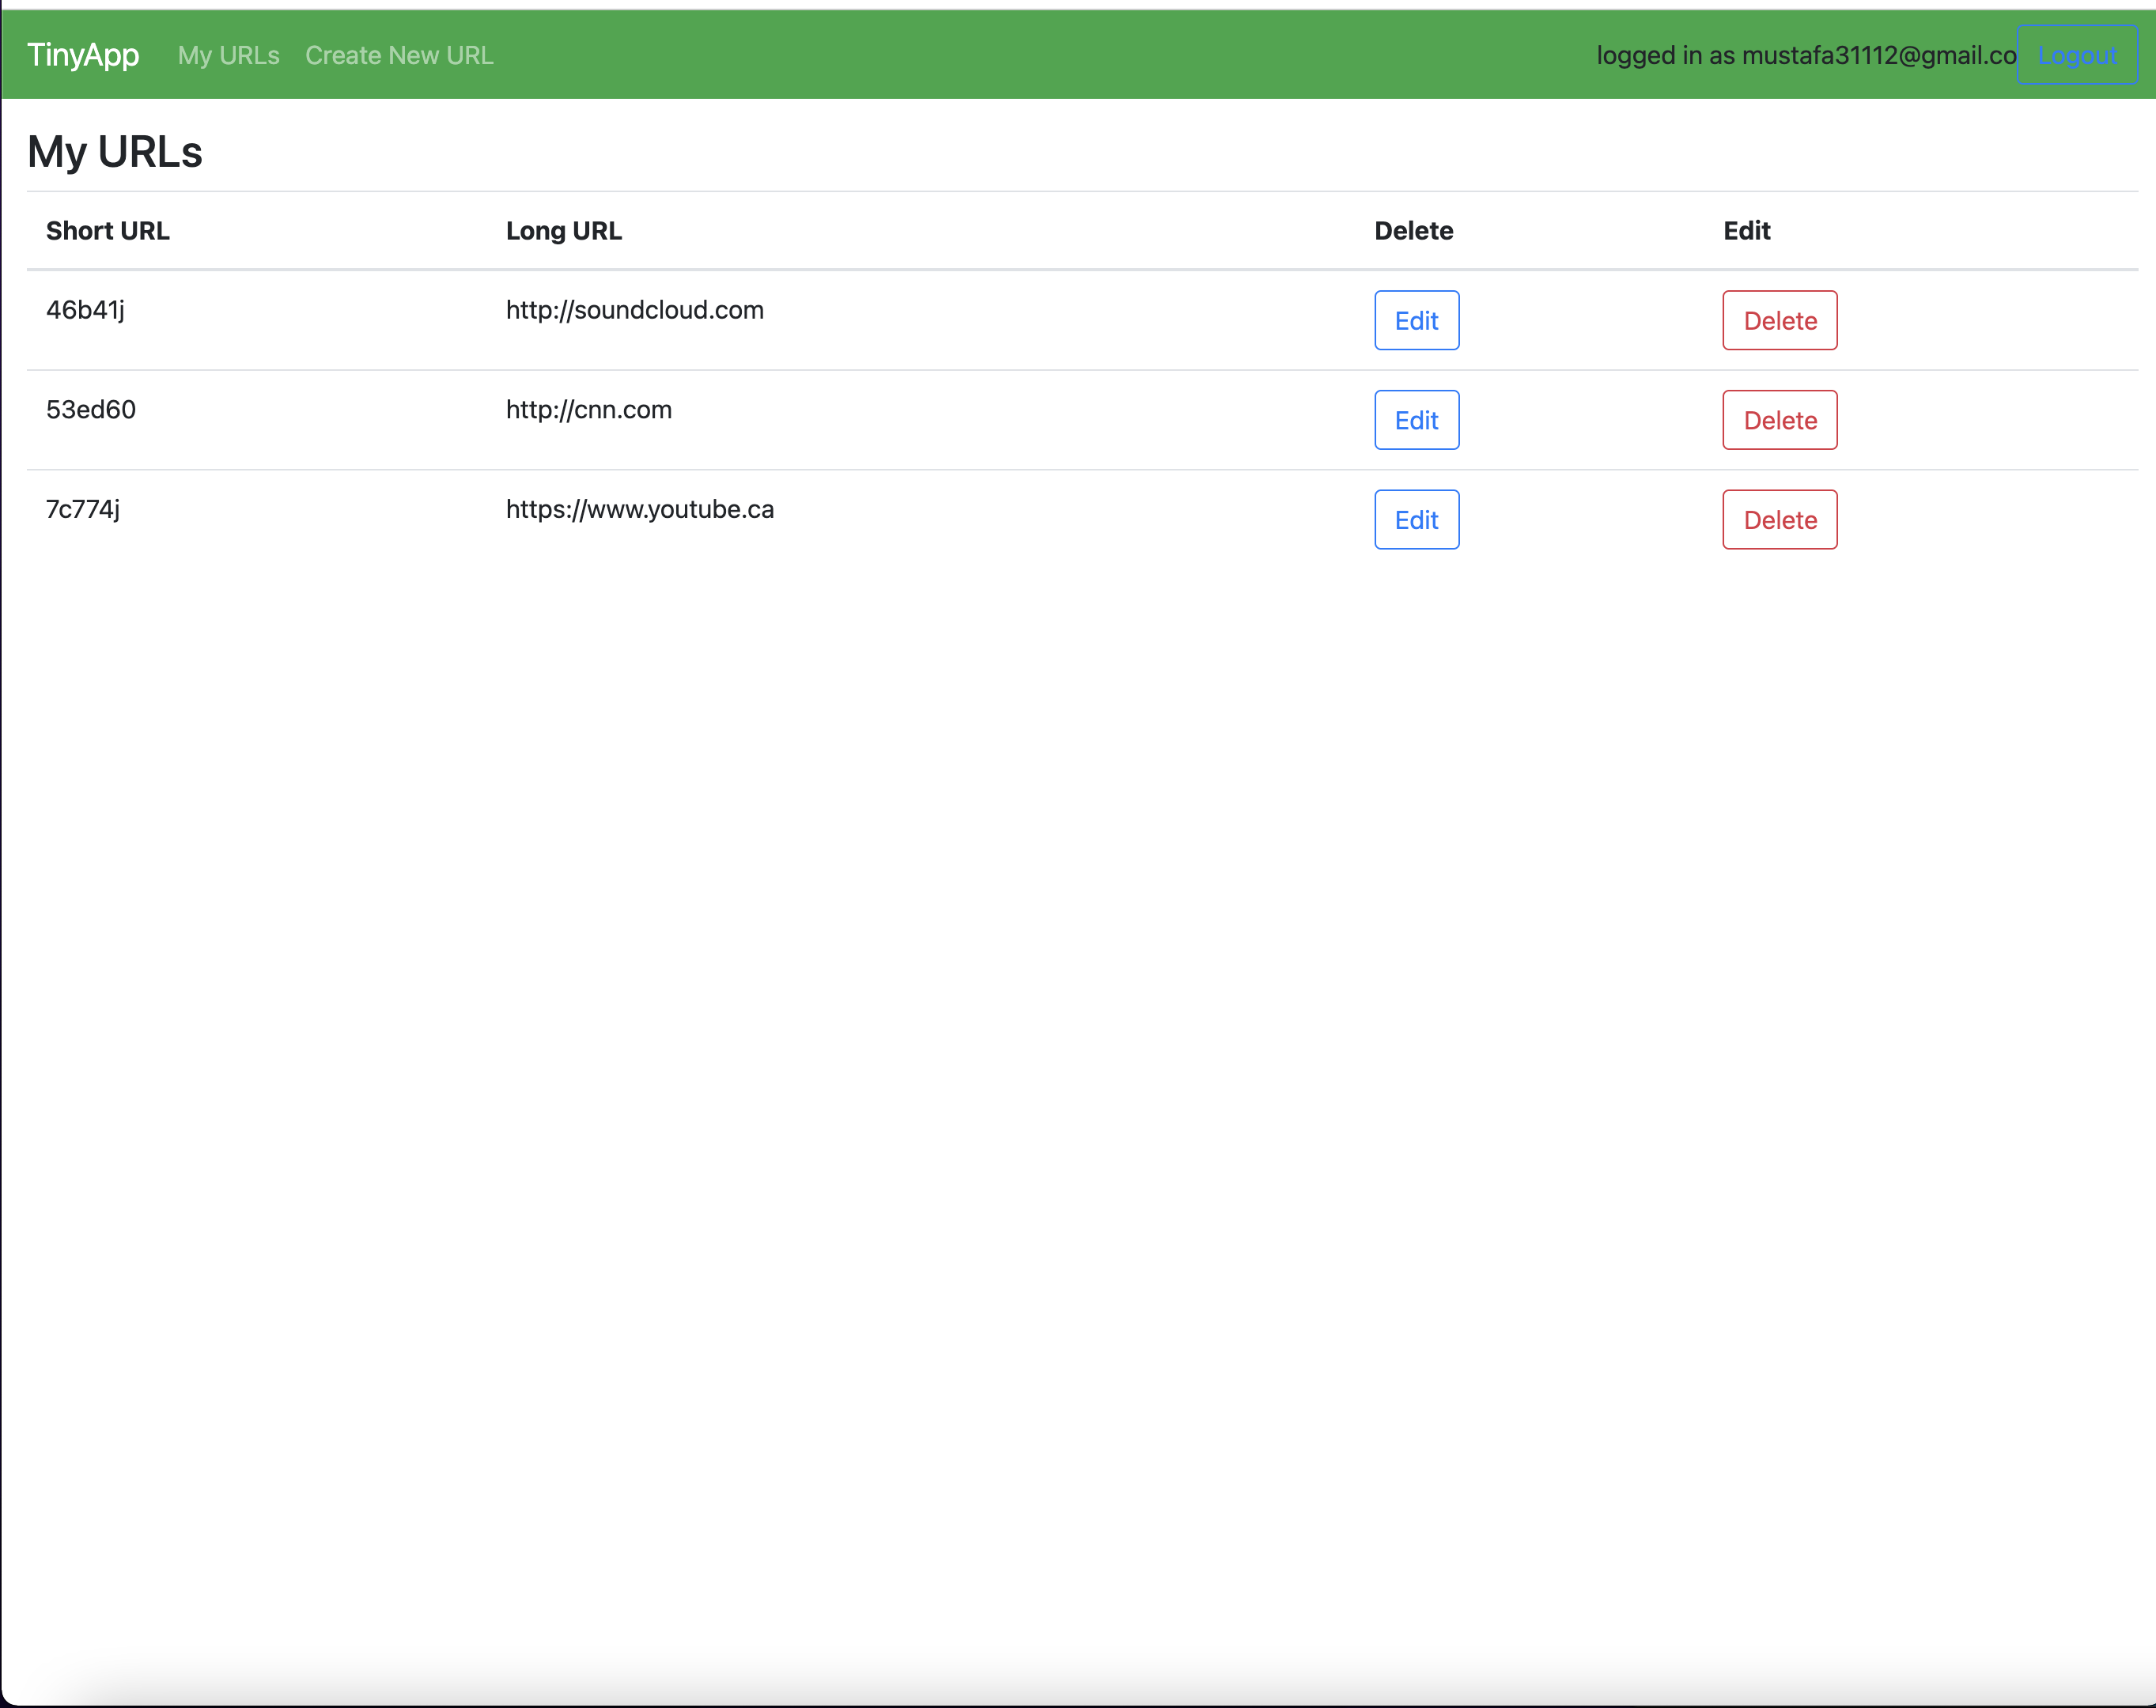 TinyApp My URLs Create New URL logged in as mustafa31112@gmail.co Logout
My URLs
Short URL Long URL Delete Edit
46b41j http://soundcloud.com Edit Delete
53ed60 http://cnn.com Edit Delete
7c774j https://www.youtube.ca Edit Delete